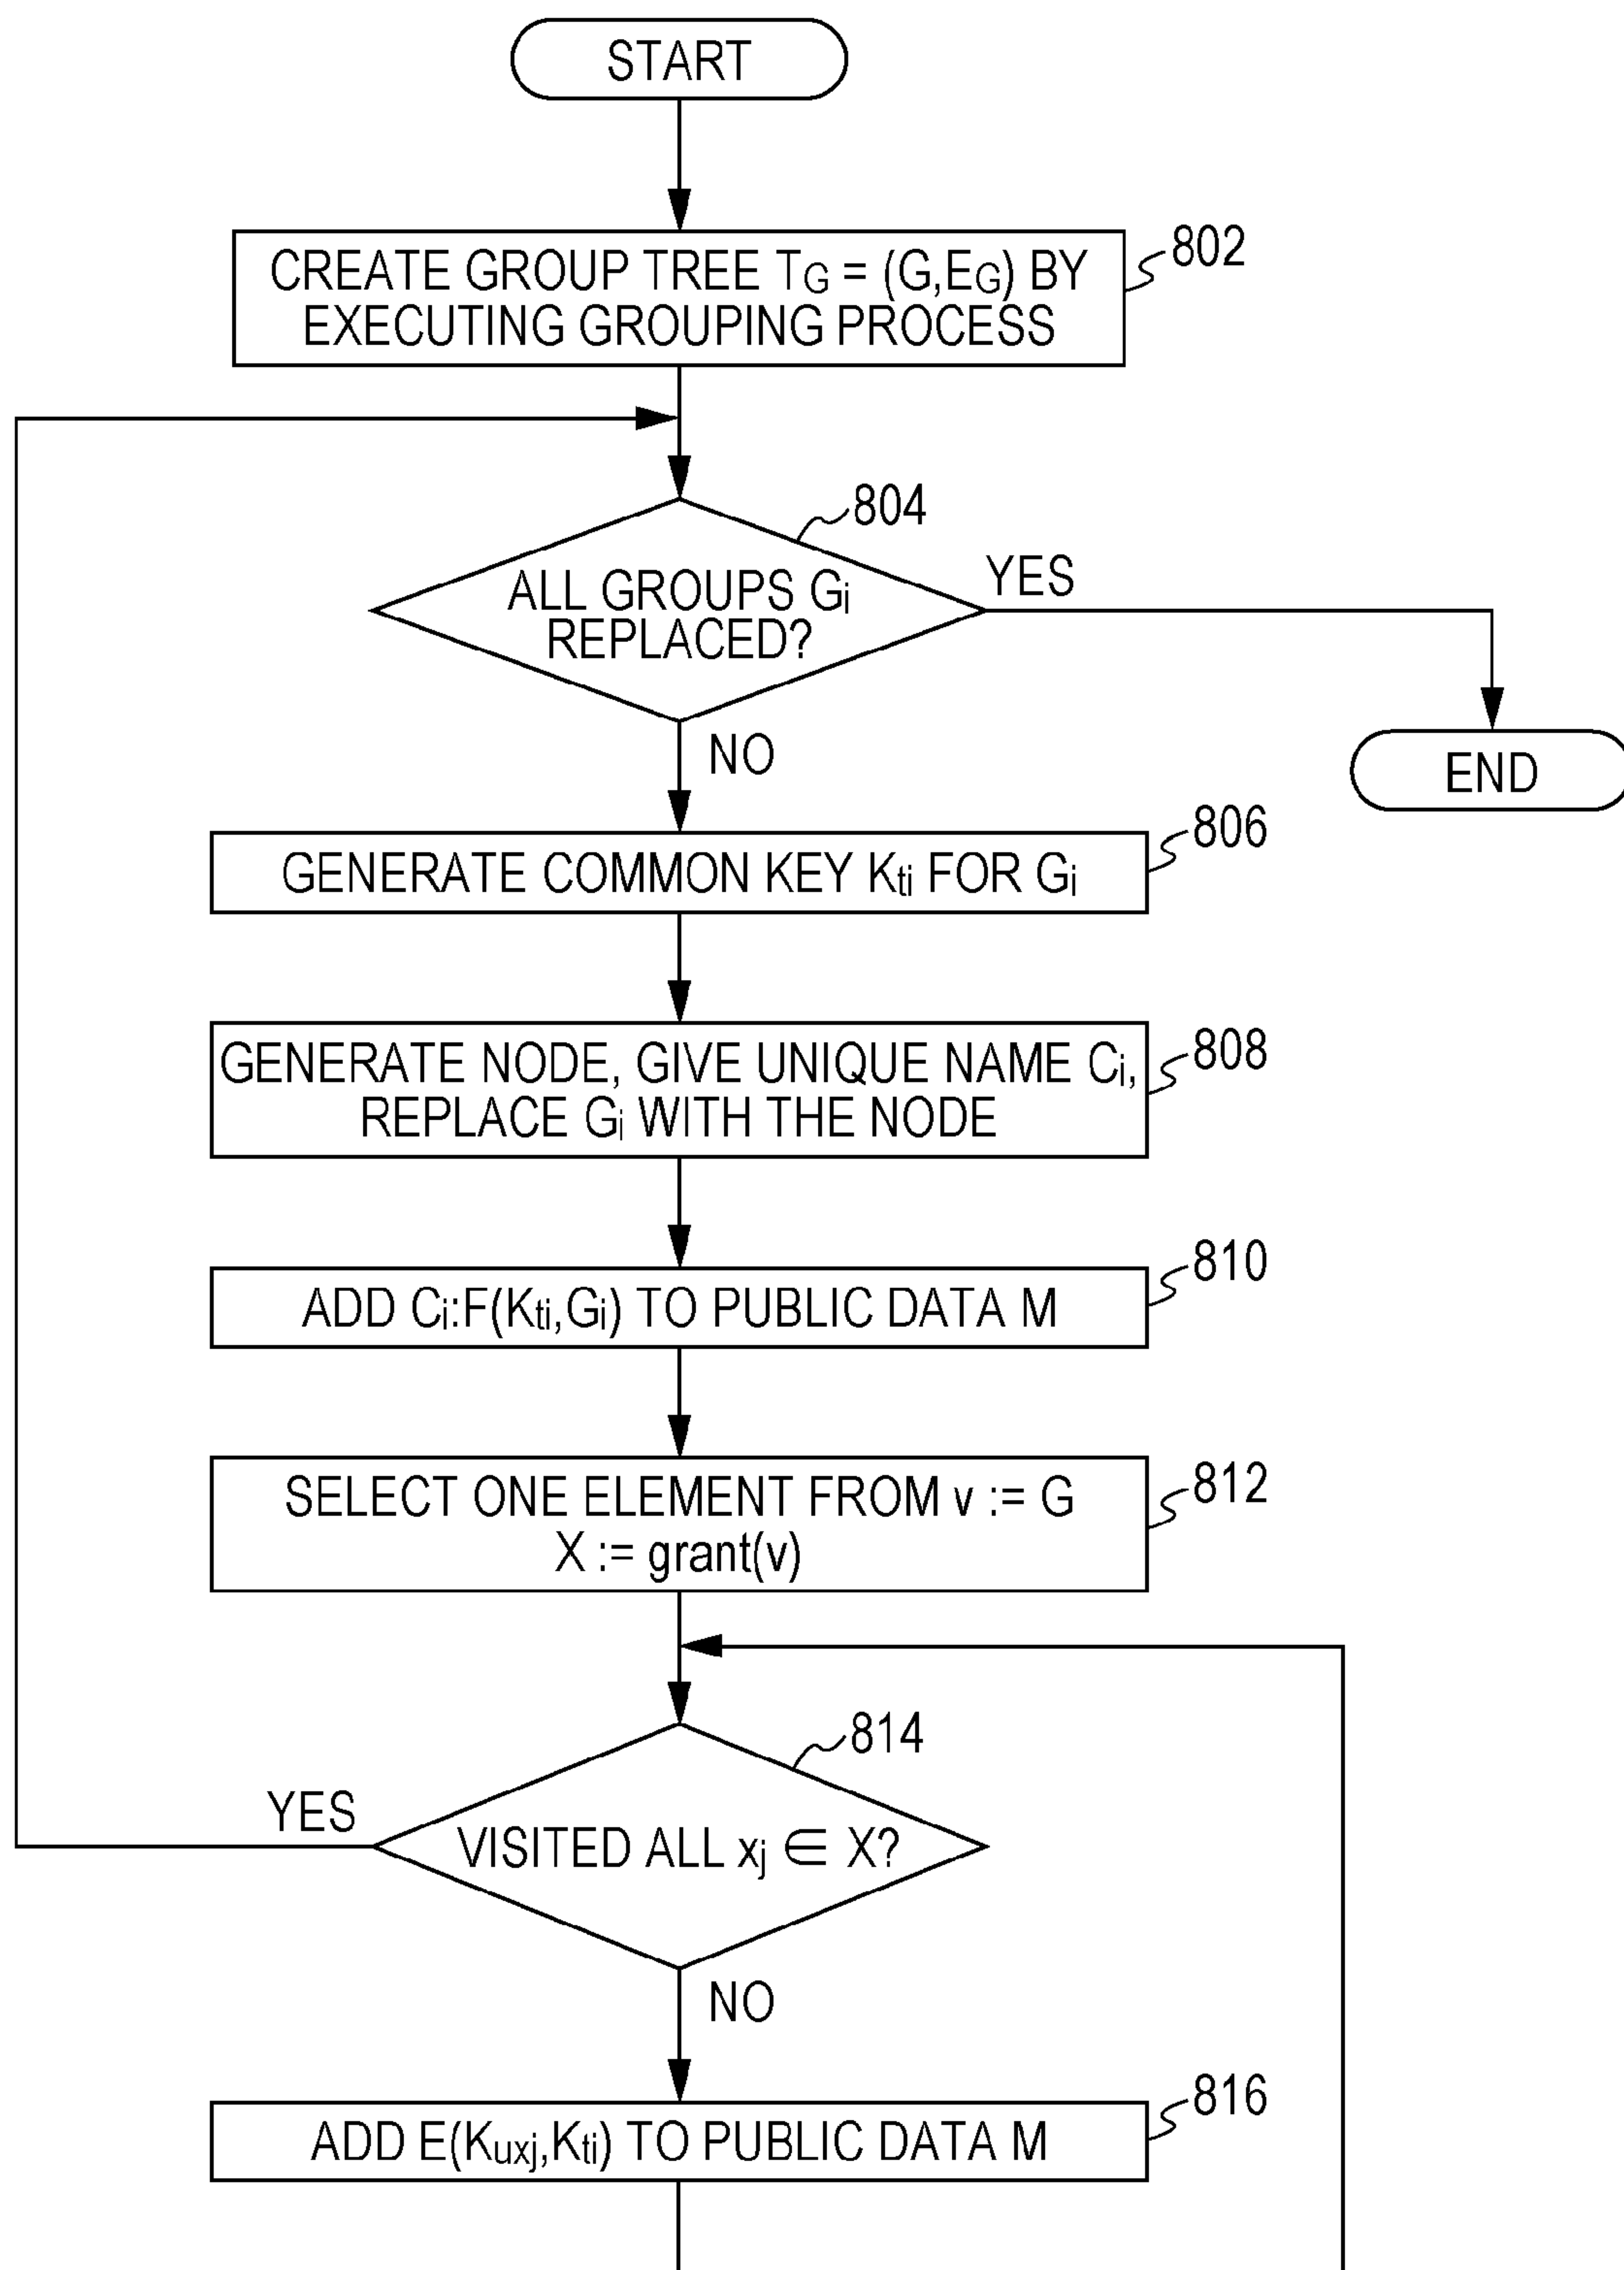 START
CREATE GROUP TREE TG = (G,EG) BY
EXECUTING GROUPING PROCESS
802
804
ALL GROUPS Gi
REPLACED?
YES
NO
END
GENERATE COMMON KEY Kti FOR Gi
806
GENERATE NODE, GIVE UNIQUE NAME Ci,
REPLACE Gi WITH THE NODE
808
ADD Ci:F(Kti,Gi) TO PUBLIC DATA M
810
SELECT ONE ELEMENT FROM v := G
X := grant(v)
812
814
VISITED ALL xj ∈ X?
YES
NO
ADD E(Kuxj,Kti) TO PUBLIC DATA M
816